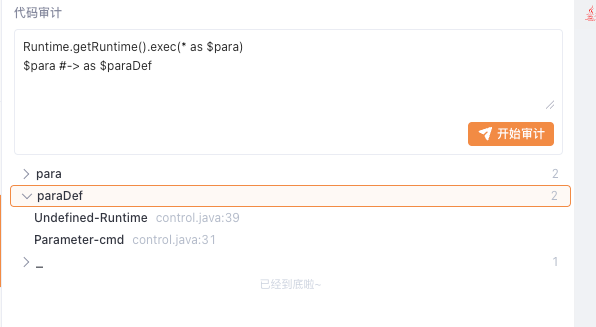 代码审计
Runtime.getRuntime().exec(* as $para)
$para #-> as $paraDef
开始审计
para 2
paraDef 2
Undefined-Runtime control.java:39
Parameter-cmd control.java:31
_ 1
已经到底啦~